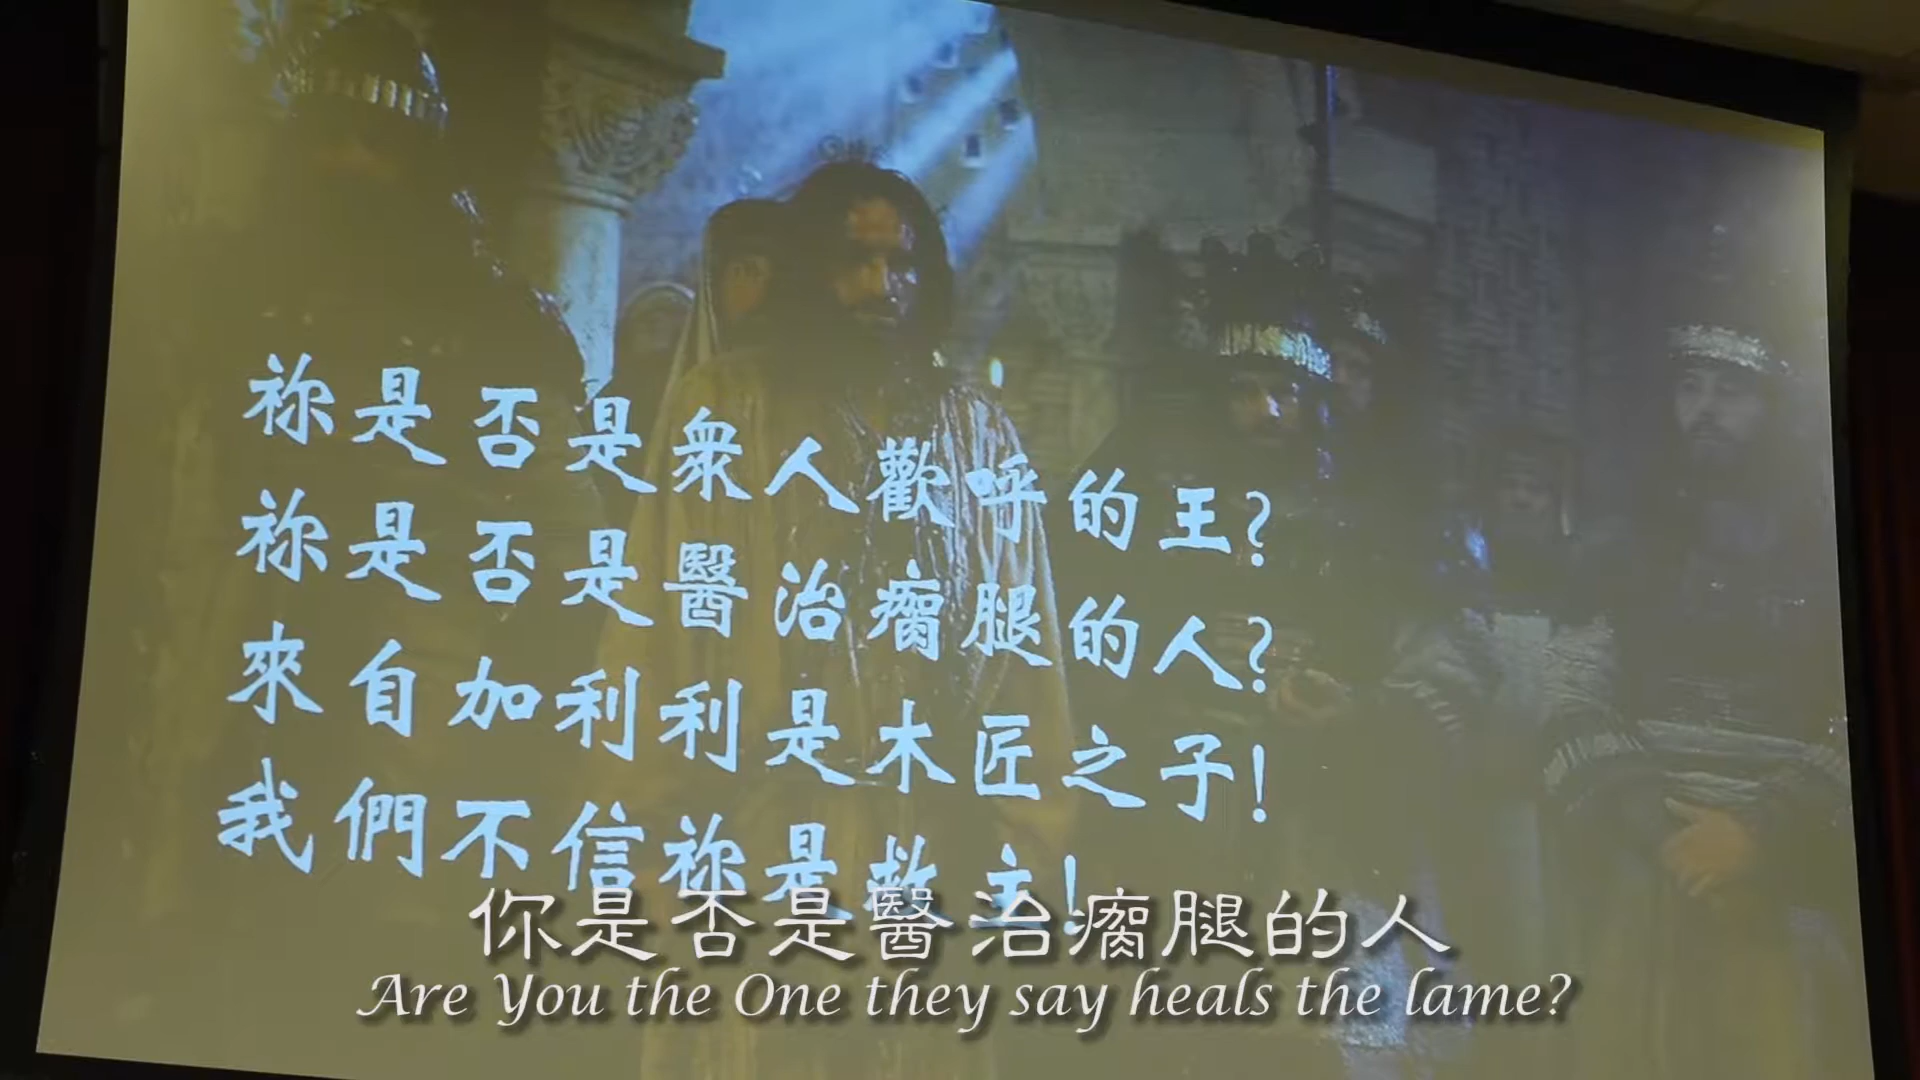 祢是否是衆人歡呼的王?
祢是否是醫治瘸腿的人?
來自加利利是木匠之子!
我們不信祢是救主!
你是否是醫治瘸腿的人
Are You the One they say heals the lame?